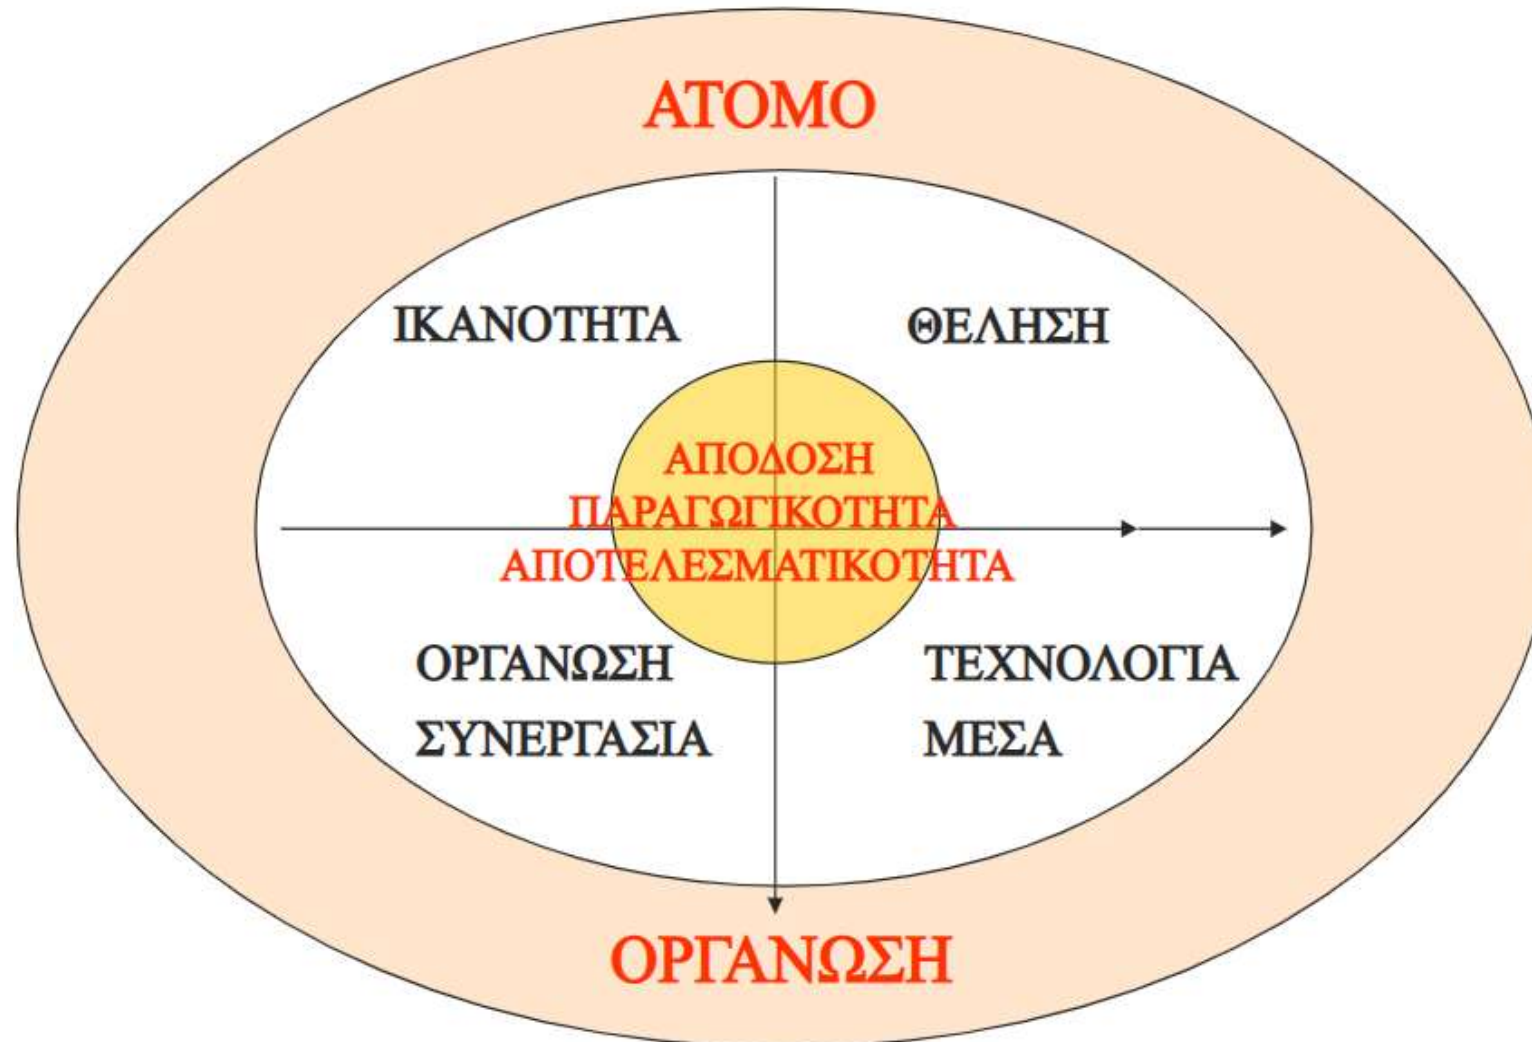 ΑΤΟΜΟ
ΙΚΑΝΟΤΗΤΑ
ΘΕΛΗΣΗ
ΑΠΟΔΟΣΗ
ΠΑΡΑΓΩΓΙΚΟΤΗΤΑ
ΑΠΟΤΕΛΕΣΜΑΤΙΚΟΤΗΤΑ
ΟΡΓΑΝΩΣΗ
ΣΥΝΕΡΓΑΣΙΑ
ΤΕΧΝΟΛΟΓΙΑ
ΜΕΣΑ
ΟΡΓΑΝΩΣΗ